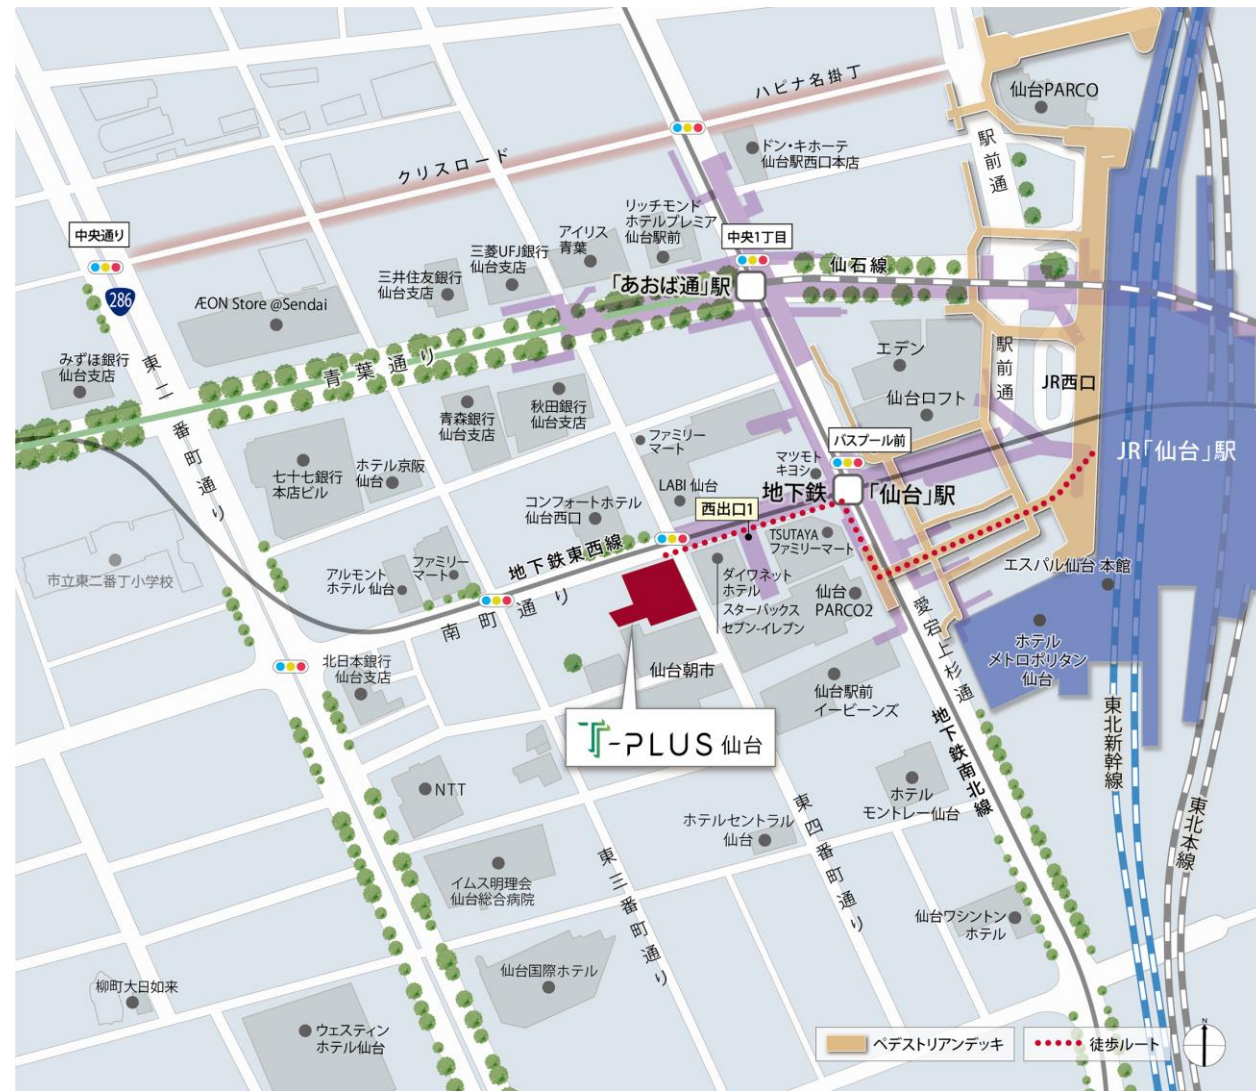 仙台PARCO
ハピナ名掛丁
ドン・キホーテ
仙台駅西口本店
駅前通
クリスロード
中央通り
286
リッチモンド
ホテルプレミア
仙台駅前
アイリス
青葉
三菱UFJ銀行
仙台支店
三井住友銀行
仙台支店
中央1丁目
仙石線
「あおば通」駅
ÆON Store @Sendai
みずほ銀行
仙台支店
東二番町通り
青葉通り
エデン
駅前通
JR西口
仙台ロフト
秋田銀行
仙台支店
青森銀行
仙台支店
ファミリー
マート
バスプール前
マツモト
キヨシ
JR「仙台」駅
七十七銀行
本店ビル
ホテル京阪
仙台
LABI 仙台
地下鉄「仙台」駅
コンフォートホテル
仙台西口
西出口1
TSUTAYA
ファミリーマート
地下鉄東西線
ファミリー
マート
市立東二番丁小学校
アルモント
ホテル 仙台
ダイワネット
ホテル
スターバックス
セブン-イレブン
仙台
PARCO2
エスパル仙台 本館
南町通り
愛宕上杉通
ホテル
メトロポリタン
仙台
北日本銀行
仙台支店
仙台朝市
仙台駅前
イービーンズ
T-PLUS 仙台
地下鉄南北線
東北新幹線
東北本線
NTT
ホテル
モントレー仙台
ホテルセントラル
仙台
東四番町通り
東三番町通り
イムス明理会
仙台総合病院
仙台ワシントン
ホテル
仙台国際ホテル
柳町大日如来
ウェスティン
ホテル仙台
ペデストリアンデッキ
徒歩ルート
N